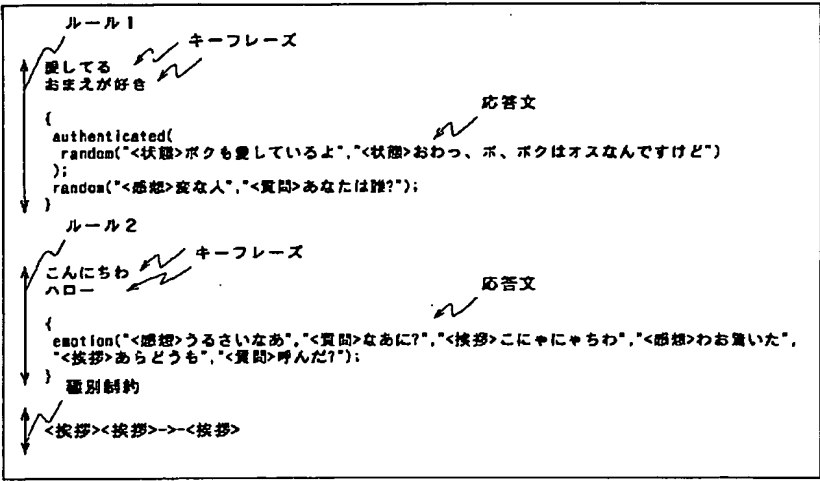 ルール1
キーフレーズ
愛してる
おまえが好き
応答文
{
authenticated(
random("<状態>ボクも愛しているよ","<状態>おわっ、ボ、ボクはオスなんですけど")
);
random("<感想>変な人","<質問>あなたは誰?");
}
ルール2
キーフレーズ
こんにちわ
ハロー
応答文
{
emotion("<感想>うるさいなあ","<質問>なあに?","<挨拶>こにゃにゃちわ","<感想>わお驚いた",
"<挨拶>あらどうも","<質問>呼んだ?");
}
種別制約
<挨拶><挨拶>->-<挨拶>